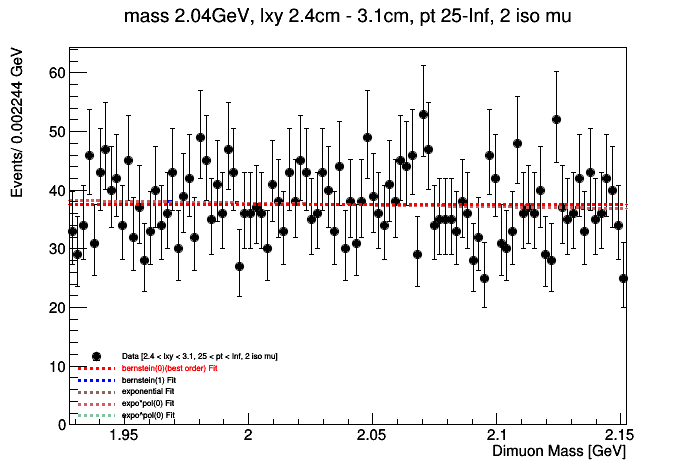 mass 2.04GeV, lxy 2.4cm - 3.1cm, pt 25-Inf, 2 iso mu
Events/ 0.002244 GeV
60
50
40
30
20
10
0
Data [2.4 < lxy < 3.1, 25 < pt < Inf, 2 iso mu]
bernstein(0)(best order) Fit
bernstein(1) Fit
exponential Fit
expo*pol(0) Fit
expo^pol(0) Fit
1.95 2 2.05 2.1 2.15
Dimuon Mass [GeV]